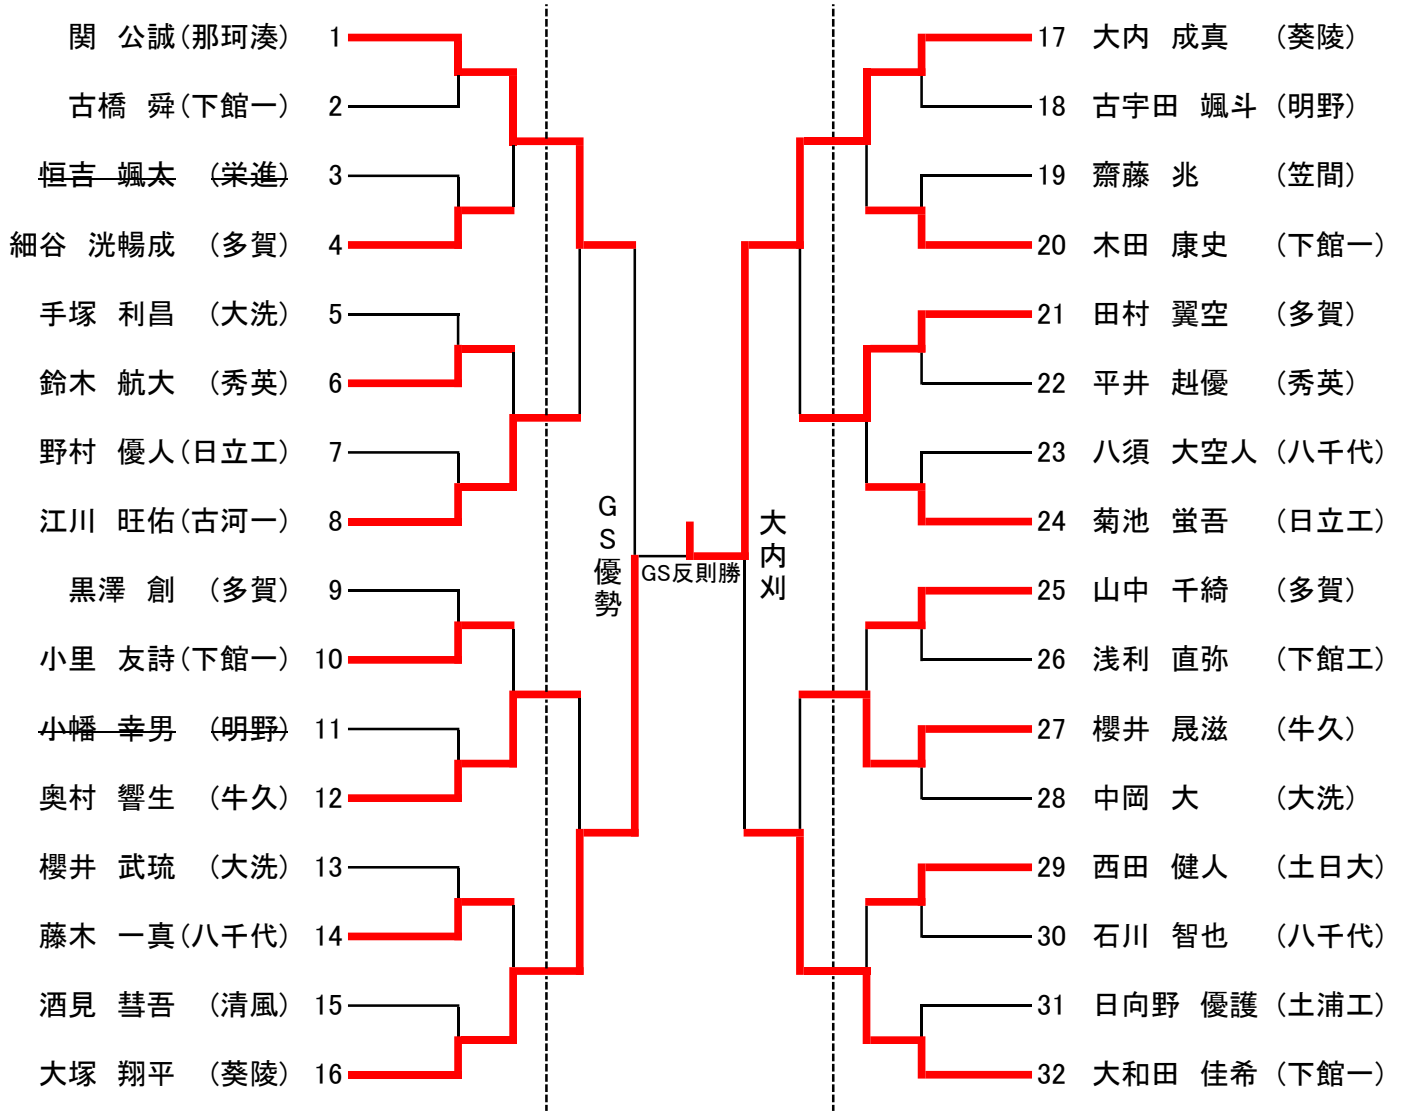 関 公誠(那珂湊) 1
古橋 舜(下館一) 2
恒吉 颯太 (栄進) 3
細谷 洸暢成 (多賀) 4
手塚 利昌 (大洗) 5
鈴木 航大 (秀英) 6
野村 優人(日立工) 7
江川 旺佑(古河一) 8
黒澤 創 (多賀) 9
小里 友詩(下館一) 10
小幡 幸男 (明野) 11
奥村 響生 (牛久) 12
櫻井 武琉 (大洗) 13
藤木 一真(八千代) 14
酒見 彗吾 (清風) 15
大塚 翔平 (葵陵) 16
GS優勢
GS反則勝
大内刈
17 大内 成真 (葵陵)
18 古宇田 颯斗 (明野)
19 齋藤 兆 (笠間)
20 木田 康史 (下館一)
21 田村 翼空 (多賀)
22 平井 赳優 (秀英)
23 八須 大空人 (八千代)
24 菊池 蛍吾 (日立工)
25 山中 千綺 (多賀)
26 浅利 直弥 (下館工)
27 櫻井 晟滋 (牛久)
28 中岡 大 (大洗)
29 西田 健人 (土日大)
30 石川 智也 (八千代)
31 日向野 優護 (土浦工)
32 大和田 佳希 (下館一)